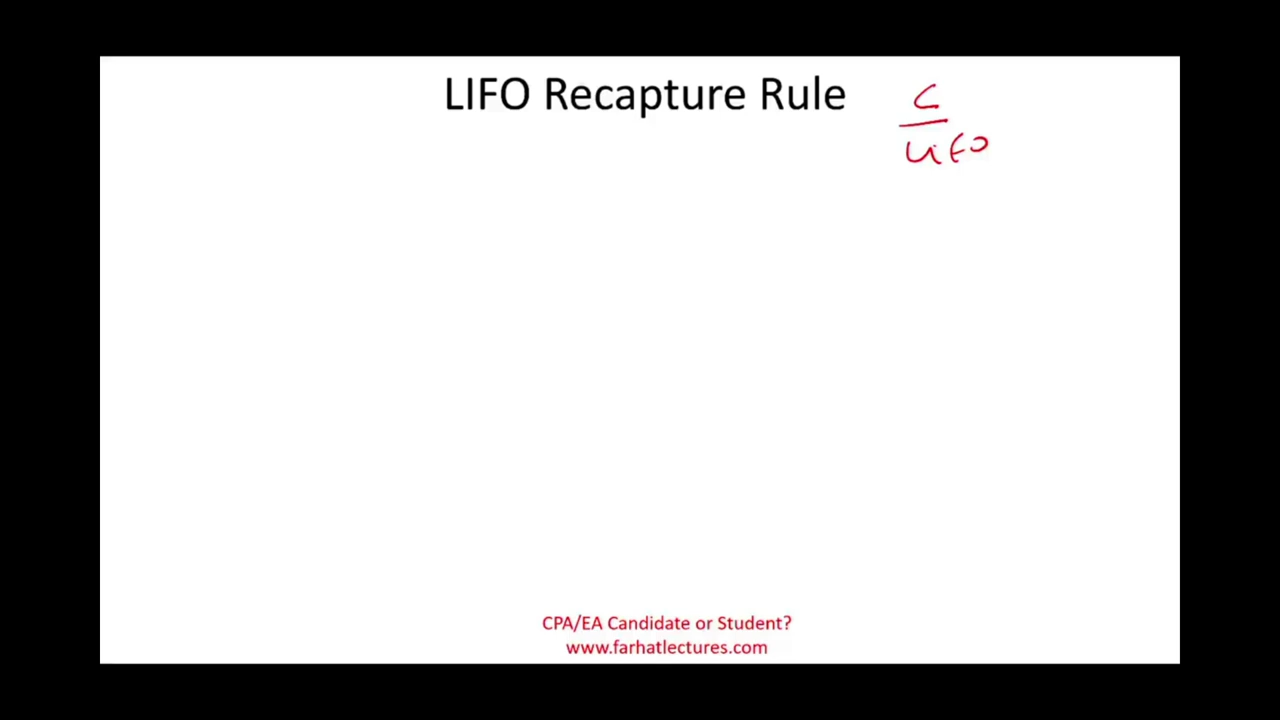 LIFO Recapture Rule
C
LIFO
CPA/EA Candidate or Student?
www.farhatlectures.com